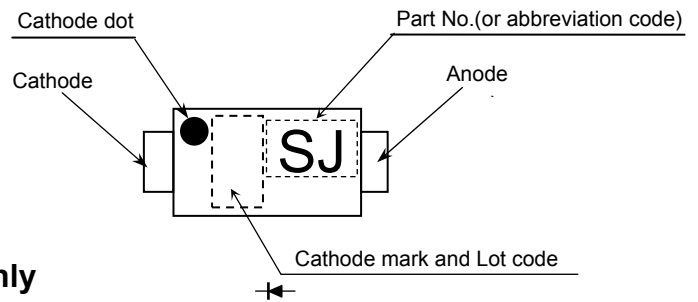 Cathode dot
Part No.(or abbreviation code)
Cathode
Anode
SJ
Cathode mark and Lot code